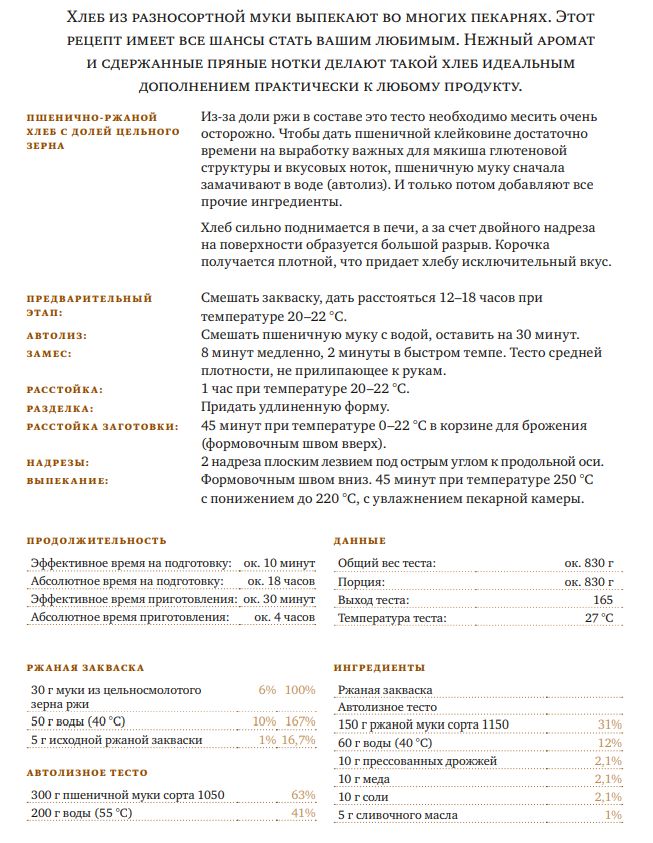 Хлеб из разносортной муки выпекают во многих пекарнях. Этот
рецепт имеет все шансы стать вашим любимым. Нежный аромат
и сдержанные пряные нотки делают такой хлеб идеальным
дополнением практически к любому продукту.
ПШЕНИЧНО-РЖАНОЙ
ХЛЕБ С ДОЛЕЙ ЦЕЛЬНОГО
ЗЕРНА
Из-за доли ржи в составе это тесто необходимо месить очень
осторожно. Чтобы дать пшеничной клейковине достаточно
времени на выработку важных для мякиша глютеновой
структуры и вкусовых ноток, пшеничную муку сначала
замачивают в воде (автолиз). И только потом добавляют все
прочие ингредиенты.
Хлеб сильно поднимается в печи, а за счет двойного надреза
на поверхности образуется большой разрыв. Корочка
получается плотной, что придает хлебу исключительный вкус.
ПРЕДВАРИТЕЛЬНЫЙ
ЭТАП:
Смешать закваску, дать расстояться 12–18 часов при
температуре 20–22 °C.
АВТОЛИЗ: Смешать пшеничную муку с водой, оставить на 30 минут.
ЗАМЕС: 8 минут медленно, 2 минуты в быстром темпе. Тесто средней
плотности, не прилипающее к рукам.
РАССТОЙКА: 1 час при температуре 20–22 °C.
РАЗДЕЛКА: Придать удлиненную форму.
РАССТОЙКА ЗАГОТОВКИ: 45 минут при температуре 0–22 °C в корзине для брожения
(формовочным швом вверх).
НАДРЕЗЫ: 2 надреза плоским лезвием под острым углом к продольной оси.
ВЫПЕКАНИЕ: Формовочным швом вниз. 45 минут при температуре 250 °C
с понижением до 220 °C, с увлажнением пекарной камеры.
ПРОДОЛЖИТЕЛЬНОСТЬ
Эффективное время на подготовку: ок. 10 минут
Абсолютное время на подготовку: ок. 18 часов
Эффективное время приготовления: ок. 30 минут
Абсолютное время приготовления: ок. 4 часов
ДАННЫЕ
Общий вес теста: ок. 830 г
Порция: ок. 830 г
Выход теста: 165
Температура теста: 27 °C
РЖАНАЯ ЗАКВАСКА
30 г муки из цельносмолотого 6% 100%
зерна ржи
50 г воды (40 °C) 10% 167%
5 г исходной ржаной закваски 1% 16,7%
АВТОЛИЗНОЕ ТЕСТО
300 г пшеничной муки сорта 1050 63%
200 г воды (55 °C) 41%
ИНГРЕДИЕНТЫ
Ржаная закваска
Автолизное тесто
150 г ржаной муки сорта 1150 31%
60 г воды (40 °C) 12%
10 г прессованных дрожжей 2,1%
10 г меда 2,1%
10 г соли 2,1%
5 г сливочного масла 1%